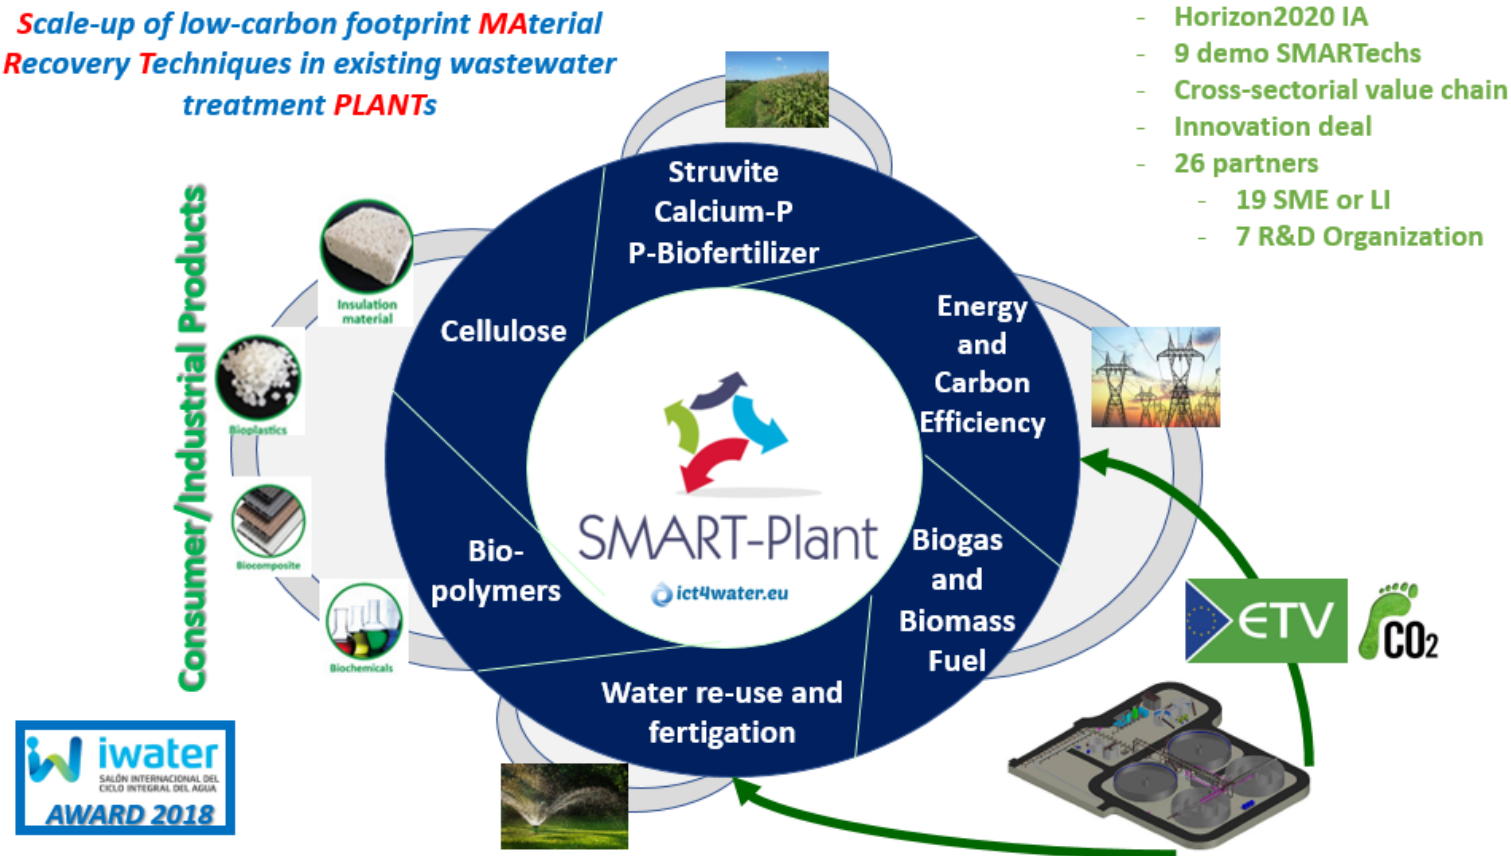 Scale-up of low-carbon footprint MAterial
Recovery Techniques in existing wastewater
treatment PLANTs
- Horizon2020 IA
- 9 demo SMARTechs
- Cross-sectorial value chain
- Innovation deal
- 26 partners
- 19 SME or LI
- 7 R&D Organization
Consumer/Industrial Products
Insulation
material
Bioplastics
Biocomposite
Biochemicals
Struvite
Calcium-P
P-Biofertilizer
Cellulose
Energy
and
Carbon
Efficiency
Bio-
polymers
Biogas
and
Biomass
Fuel
Water re-use and
fertigation
SMART-Plant
ict4water.eu
ETV
CO2
iwater
SALÓN INTERNACIONAL DEL
CICLO INTEGRAL DEL AGUA
AWARD 2018